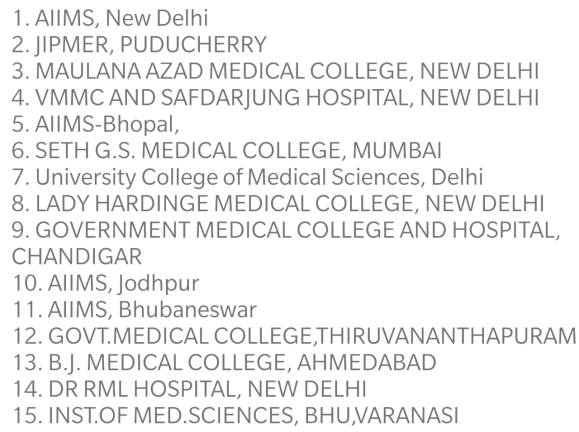 1. AIIMS, New Delhi
2. JIPMER, PUDUCHERRY
3. MAULANA AZAD MEDICAL COLLEGE, NEW DELHI
4. VMMC AND SAFDARJUNG HOSPITAL, NEW DELHI
5. AIIMS-Bhopal,
6. SETH G.S. MEDICAL COLLEGE, MUMBAI
7. University College of Medical Sciences, Delhi
8. LADY HARDINGE MEDICAL COLLEGE, NEW DELHI
9. GOVERNMENT MEDICAL COLLEGE AND HOSPITAL,
CHANDIGAR
10. AIIMS, Jodhpur
11. AIIMS, Bhubaneswar
12. GOVT.MEDICAL COLLEGE,THIRUVANANTHAPURAM
13. B.J. MEDICAL COLLEGE, AHMEDABAD
14. DR RML HOSPITAL, NEW DELHI
15. INST.OF MED.SCIENCES, BHU,VARANASI